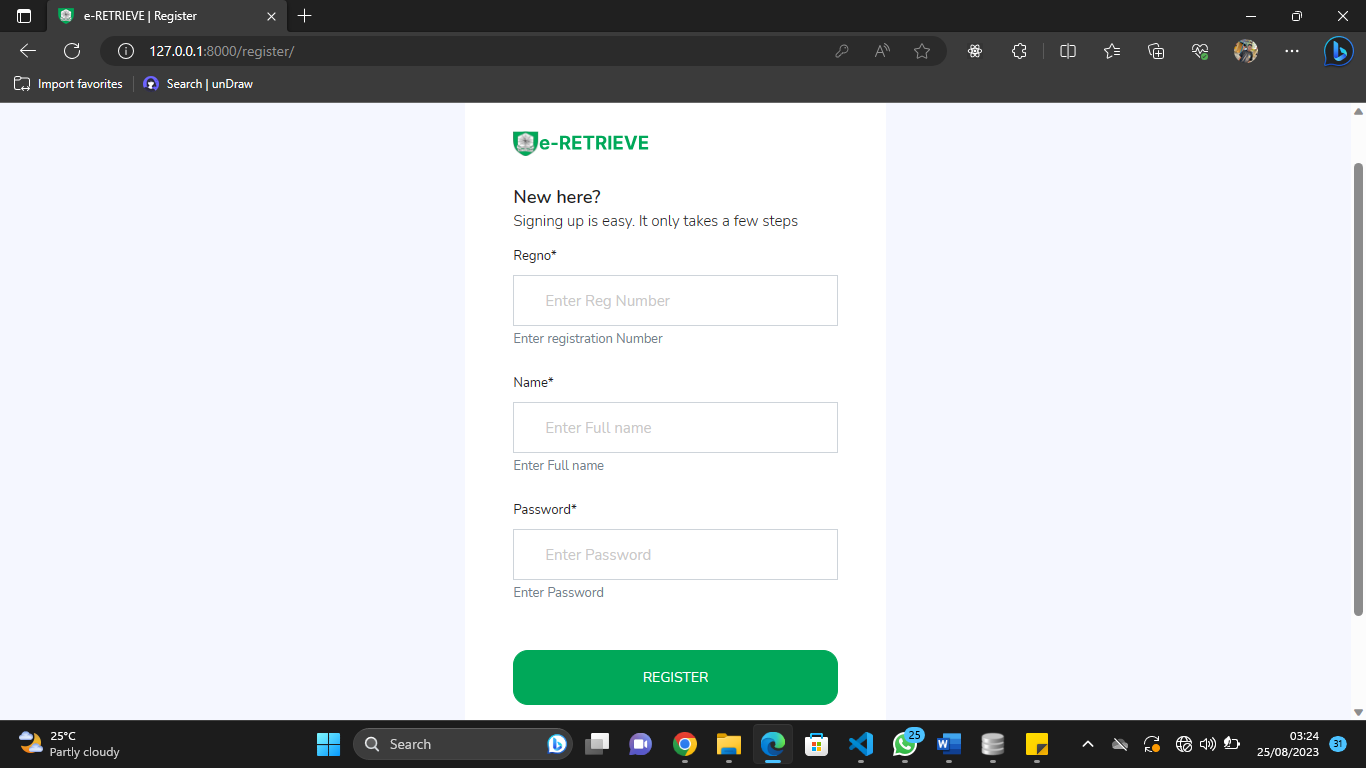 e-RETRIEVE | Register
127.0.0.1:8000/register/
Import favorites
Search | unDraw
e-RETRIEVE
New here?
Signing up is easy. It only takes a few steps
Regno*
Enter Reg Number
Enter registration Number
Name*
Enter Full name
Enter Full name
Password*
Enter Password
Enter Password
REGISTER
25°C
Partly cloudy
Search
25
03:24
25/08/2023
31